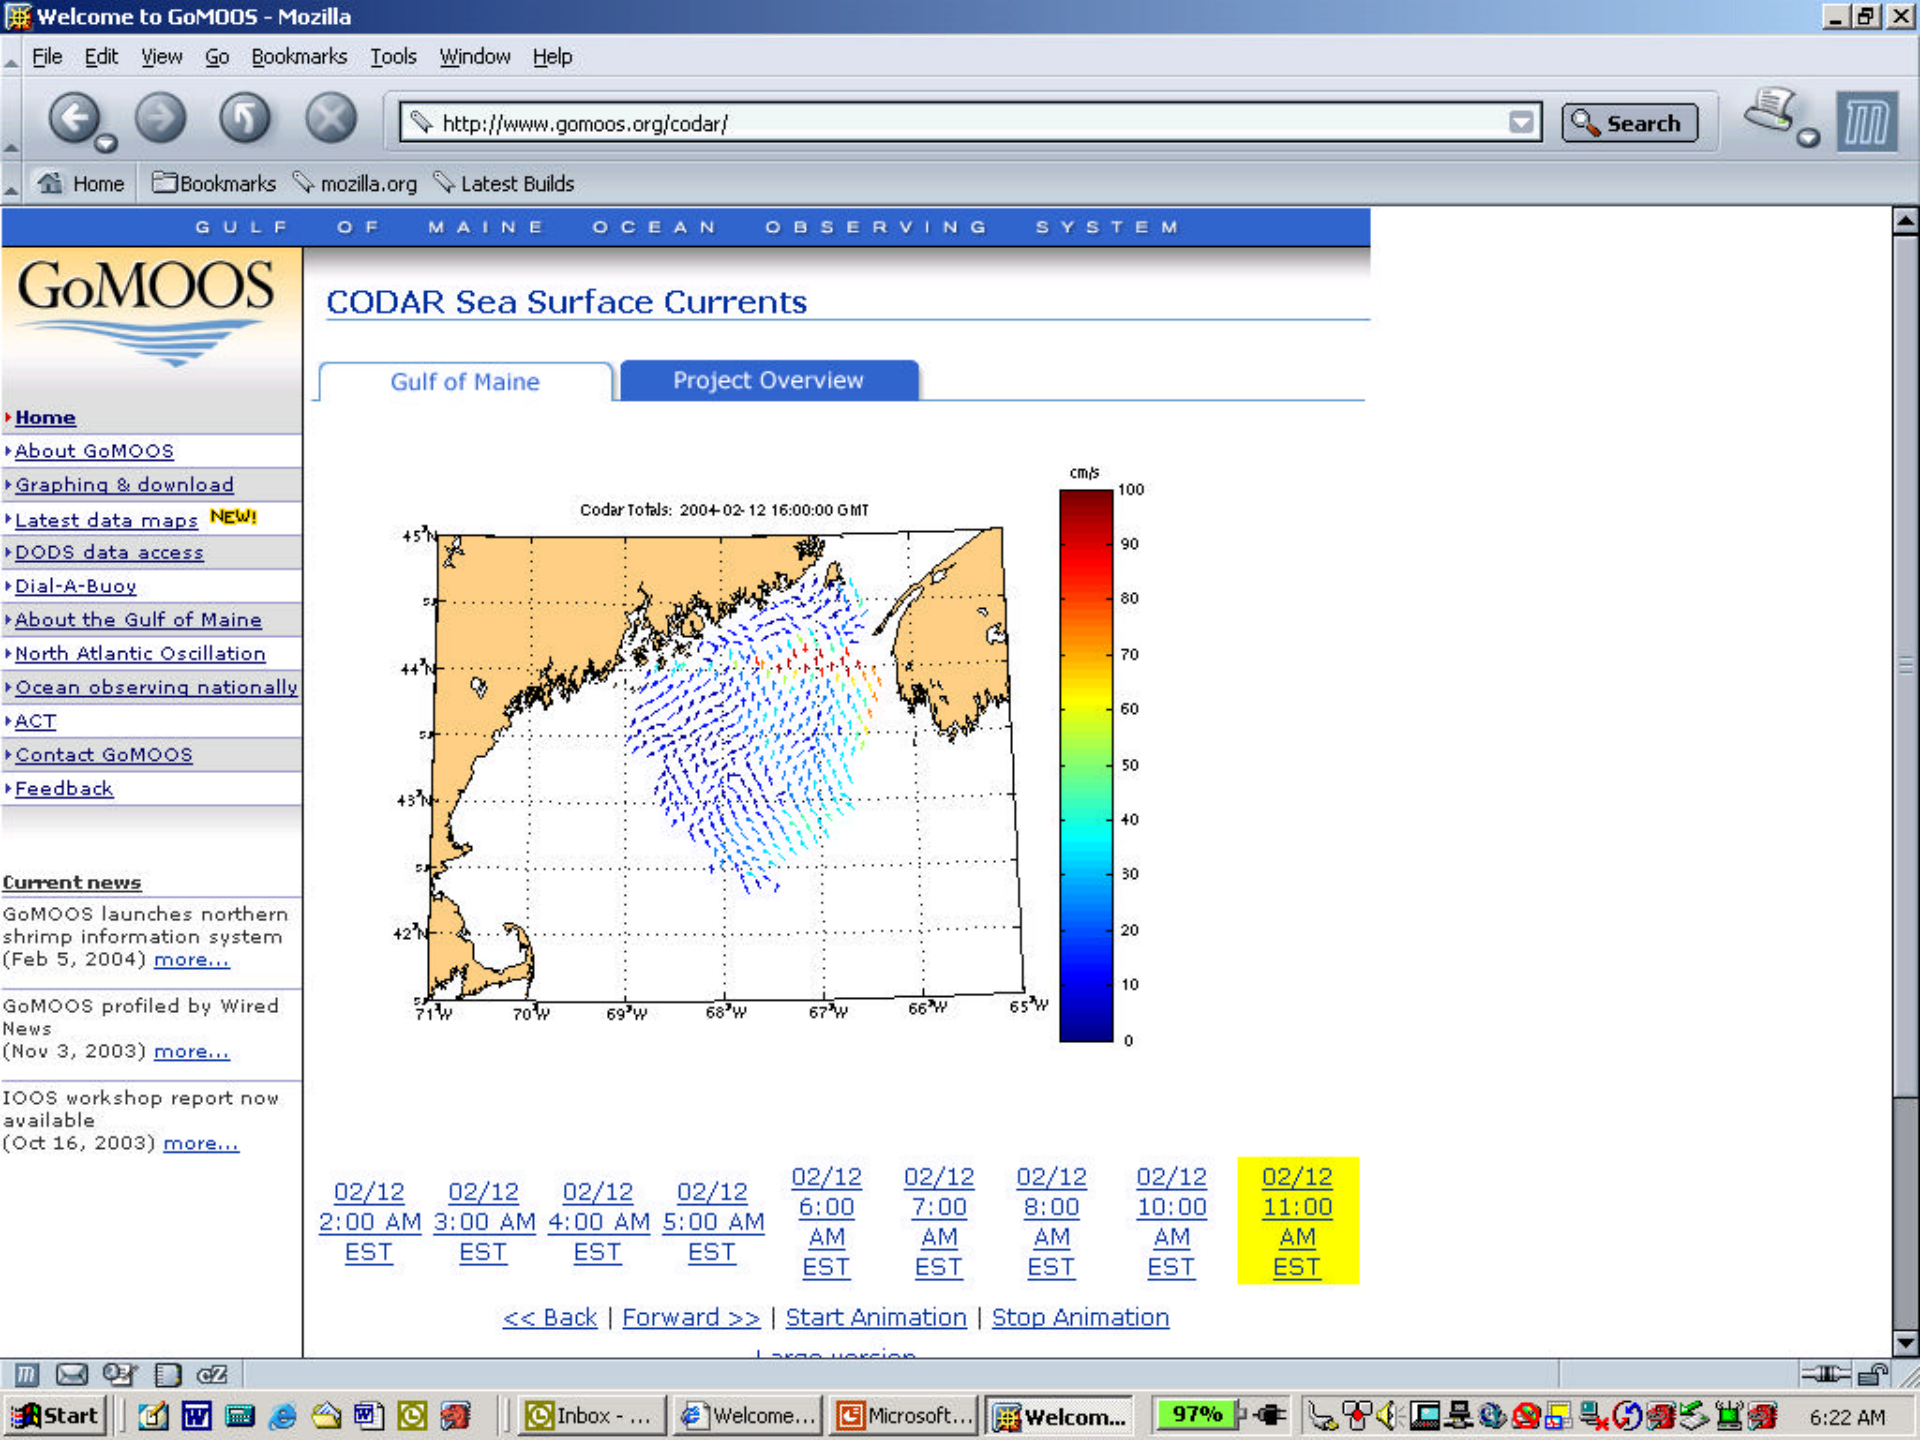 Welcome to GoMOOS - Mozilla
File Edit View Go Bookmarks Tools Window Help
http://www.gomoos.org/codar/
Search
Home Bookmarks mozilla.org Latest Builds
GULF OF MAINE OCEAN OBSERVING SYSTEM
GoMOOS
CODAR Sea Surface Currents
Gulf of Maine
Project Overview
Home
About GoMOOS
Graphing & download
Latest data maps NEW!
DODS data access
Dial-A-Buoy
About the Gulf of Maine
North Atlantic Oscillation
Ocean observing nationally
ACT
Contact GoMOOS
Feedback
Current news
GoMOOS launches northern
shrimp information system
(Feb 5, 2004) more...
GoMOOS profiled by Wired
News
(Nov 3, 2003) more...
IOOS workshop report now
available
(Oct 16, 2003) more...
cm/s
Codar Totals: 2004-02-12 16:00:00 GMT
100
90
80
70
60
50
40
30
20
10
0
45°N
44°N
43°N
42°N
71°W 70°W 69°W 68°W 67°W 66°W 65°W
02/12 2:00 AM EST
02/12 3:00 AM EST
02/12 4:00 AM EST
02/12 5:00 AM EST
02/12 6:00 AM EST
02/12 7:00 AM EST
02/12 8:00 AM EST
02/12 10:00 AM EST
02/12 11:00 AM EST
<< Back | Forward >> | Start Animation | Stop Animation
Large version
Start
Inbox - ...
Welcome...
Microsoft...
Welcom...
97%
6:22 AM